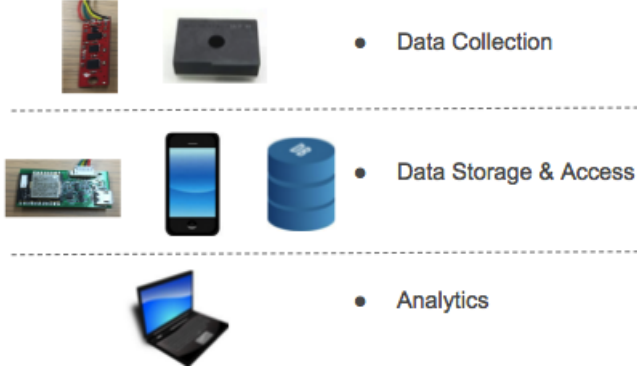 ● Data Collection
● Data Storage & Access
● Analytics